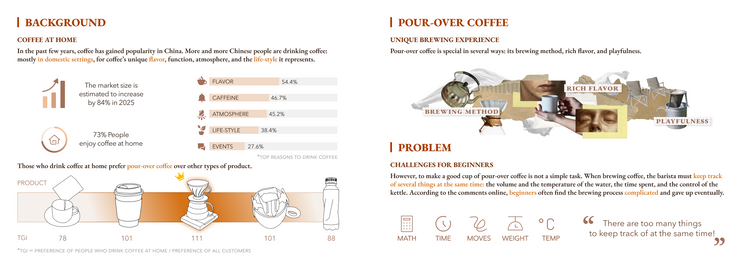 BACKGROUND
COFFEE AT HOME
In the past few years, coffee has gained popularity in China. More and more Chinese people are drinking coffee:
mostly in domestic settings, for coffee's unique flavor, function, atmosphere, and the life-style it represents.
The market size is
estimated to increase
by 84% in 2025
73% People
enjoy coffee at home
FLAVOR 54.4%
CAFFEINE 46.7%
ATMOSPHERE 45.2%
LIFE-STYLE 38.4%
EVENTS 27.6%
*TOP REASONS TO DRINK COFFEE
Those who drink coffee at home prefer pour-over coffee over other types of product.
PRODUCT
TGI 78 101 111 101 88
*TGI = PREFERENCE OF PEOPLE WHO DRINK COFFEE AT HOME / PREFERENCE OF ALL CUSTOMERS
POUR-OVER COFFEE
UNIQUE BREWING EXPERIENCE
Pour-over coffee is special in several ways: its brewing method, rich flavor, and playfulness.
RICH FLAVOR
BREWING METHOD
PLAYFULNESS
PROBLEM
CHALLENGES FOR BEGINNERS
However, to make a good cup of pour-over coffee is not a simple task. When brewing coffee, the barista must keep track
of several things at the same time: the volume and the temperature of the water, the time spent, and the control of the
kettle. According to the comments online, beginners often find the brewing process complicated and gave up eventually.
°C
MATH TIME MOVES WEIGHT TEMP
“ There are too many things
to keep track of at the same time! ”